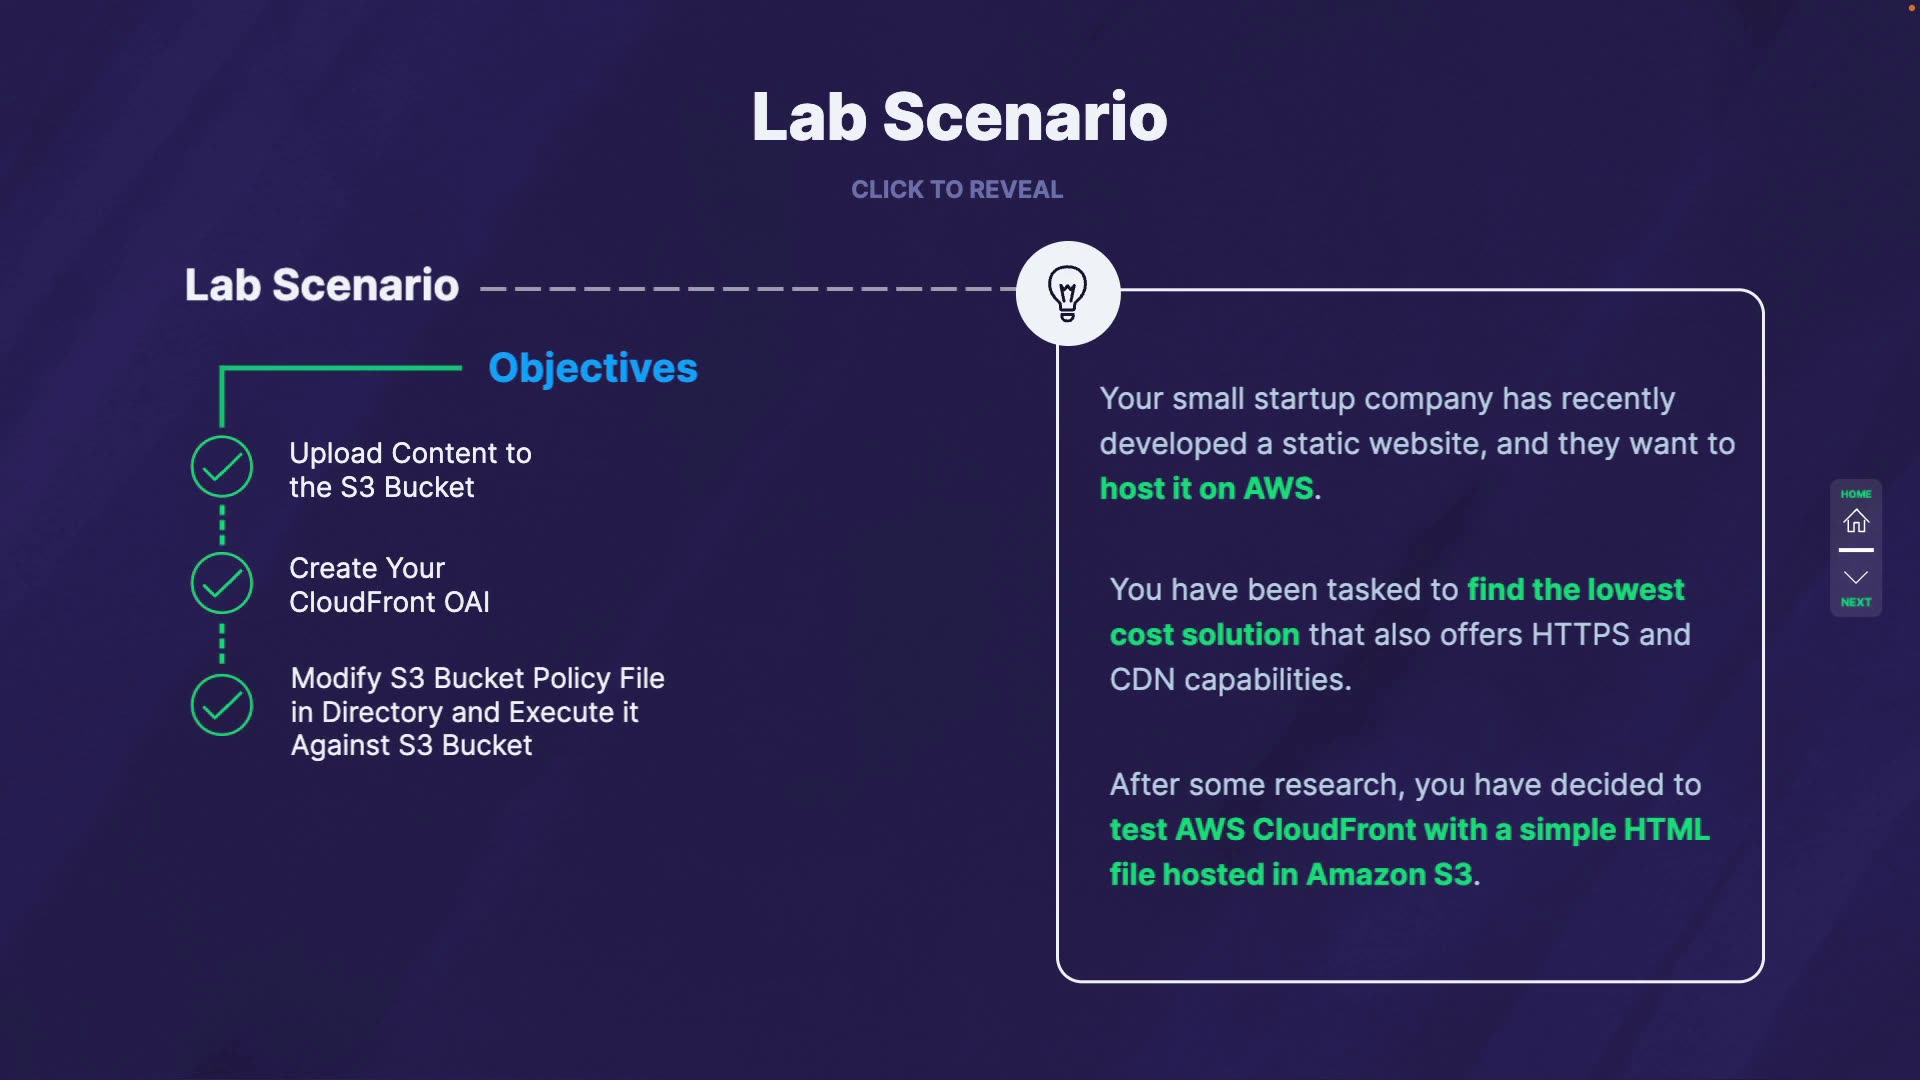 Lab Scenario
CLICK TO REVEAL
Lab Scenario
Objectives
Upload Content to
the S3 Bucket
Create Your
CloudFront OAI
Modify S3 Bucket Policy File
in Directory and Execute it
Against S3 Bucket
Your small startup company has recently
developed a static website, and they want to
host it on AWS.
You have been tasked to find the lowest
cost solution that also offers HTTPS and
CDN capabilities.
After some research, you have decided to
test AWS CloudFront with a simple HTML
file hosted in Amazon S3.
HOME
NEXT